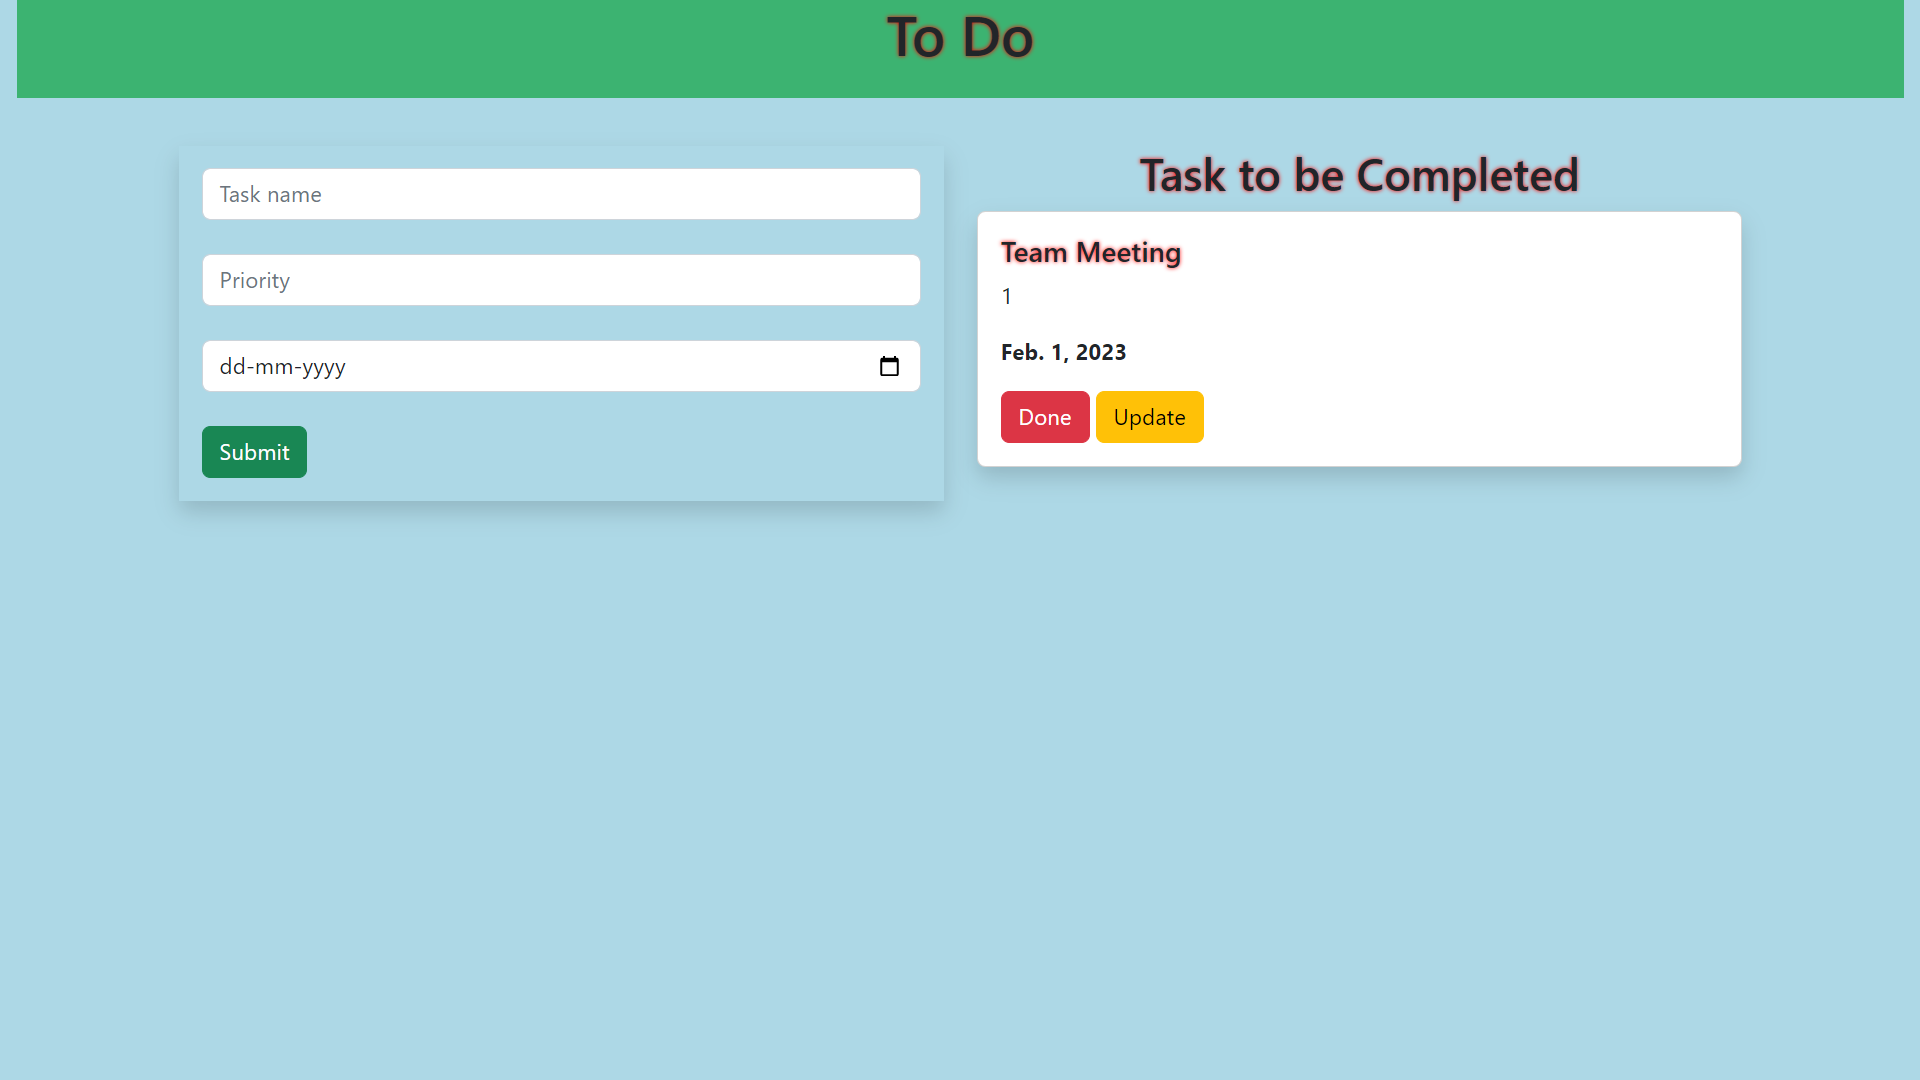 To Do
Task name
Priority
dd-mm-yyyy
Submit
Task to be Completed
Team Meeting
1
Feb. 1, 2023
Done Update